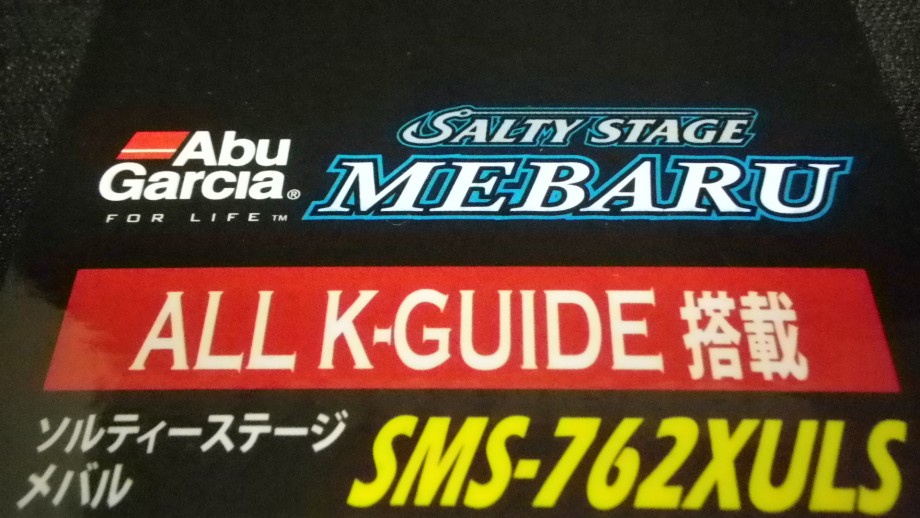 Abu Garcia®
FOR LIFE™
SALTY STAGE
MEBARU
ALL K-GUIDE 搭載
ソルティーステージ
メバル
SMS-762XULS